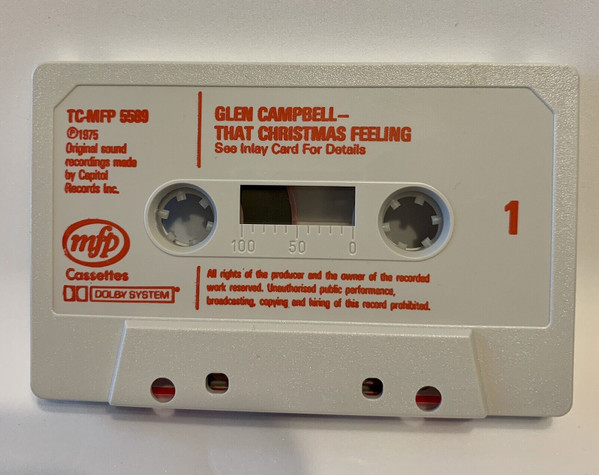 TC-MFP 5589
Ⓟ1975
Original sound
recordings made
by Capitol
Records Inc.
mfp
Cassettes
DOLBY SYSTEM
GLEN CAMPBELL—
THAT CHRISTMAS FEELING
See Inlay Card For Details
100 50 0
1
All rights of the producer and the owner of the recorded
work reserved. Unauthorised public performance,
broadcasting, copying and hiring of this record prohibited.